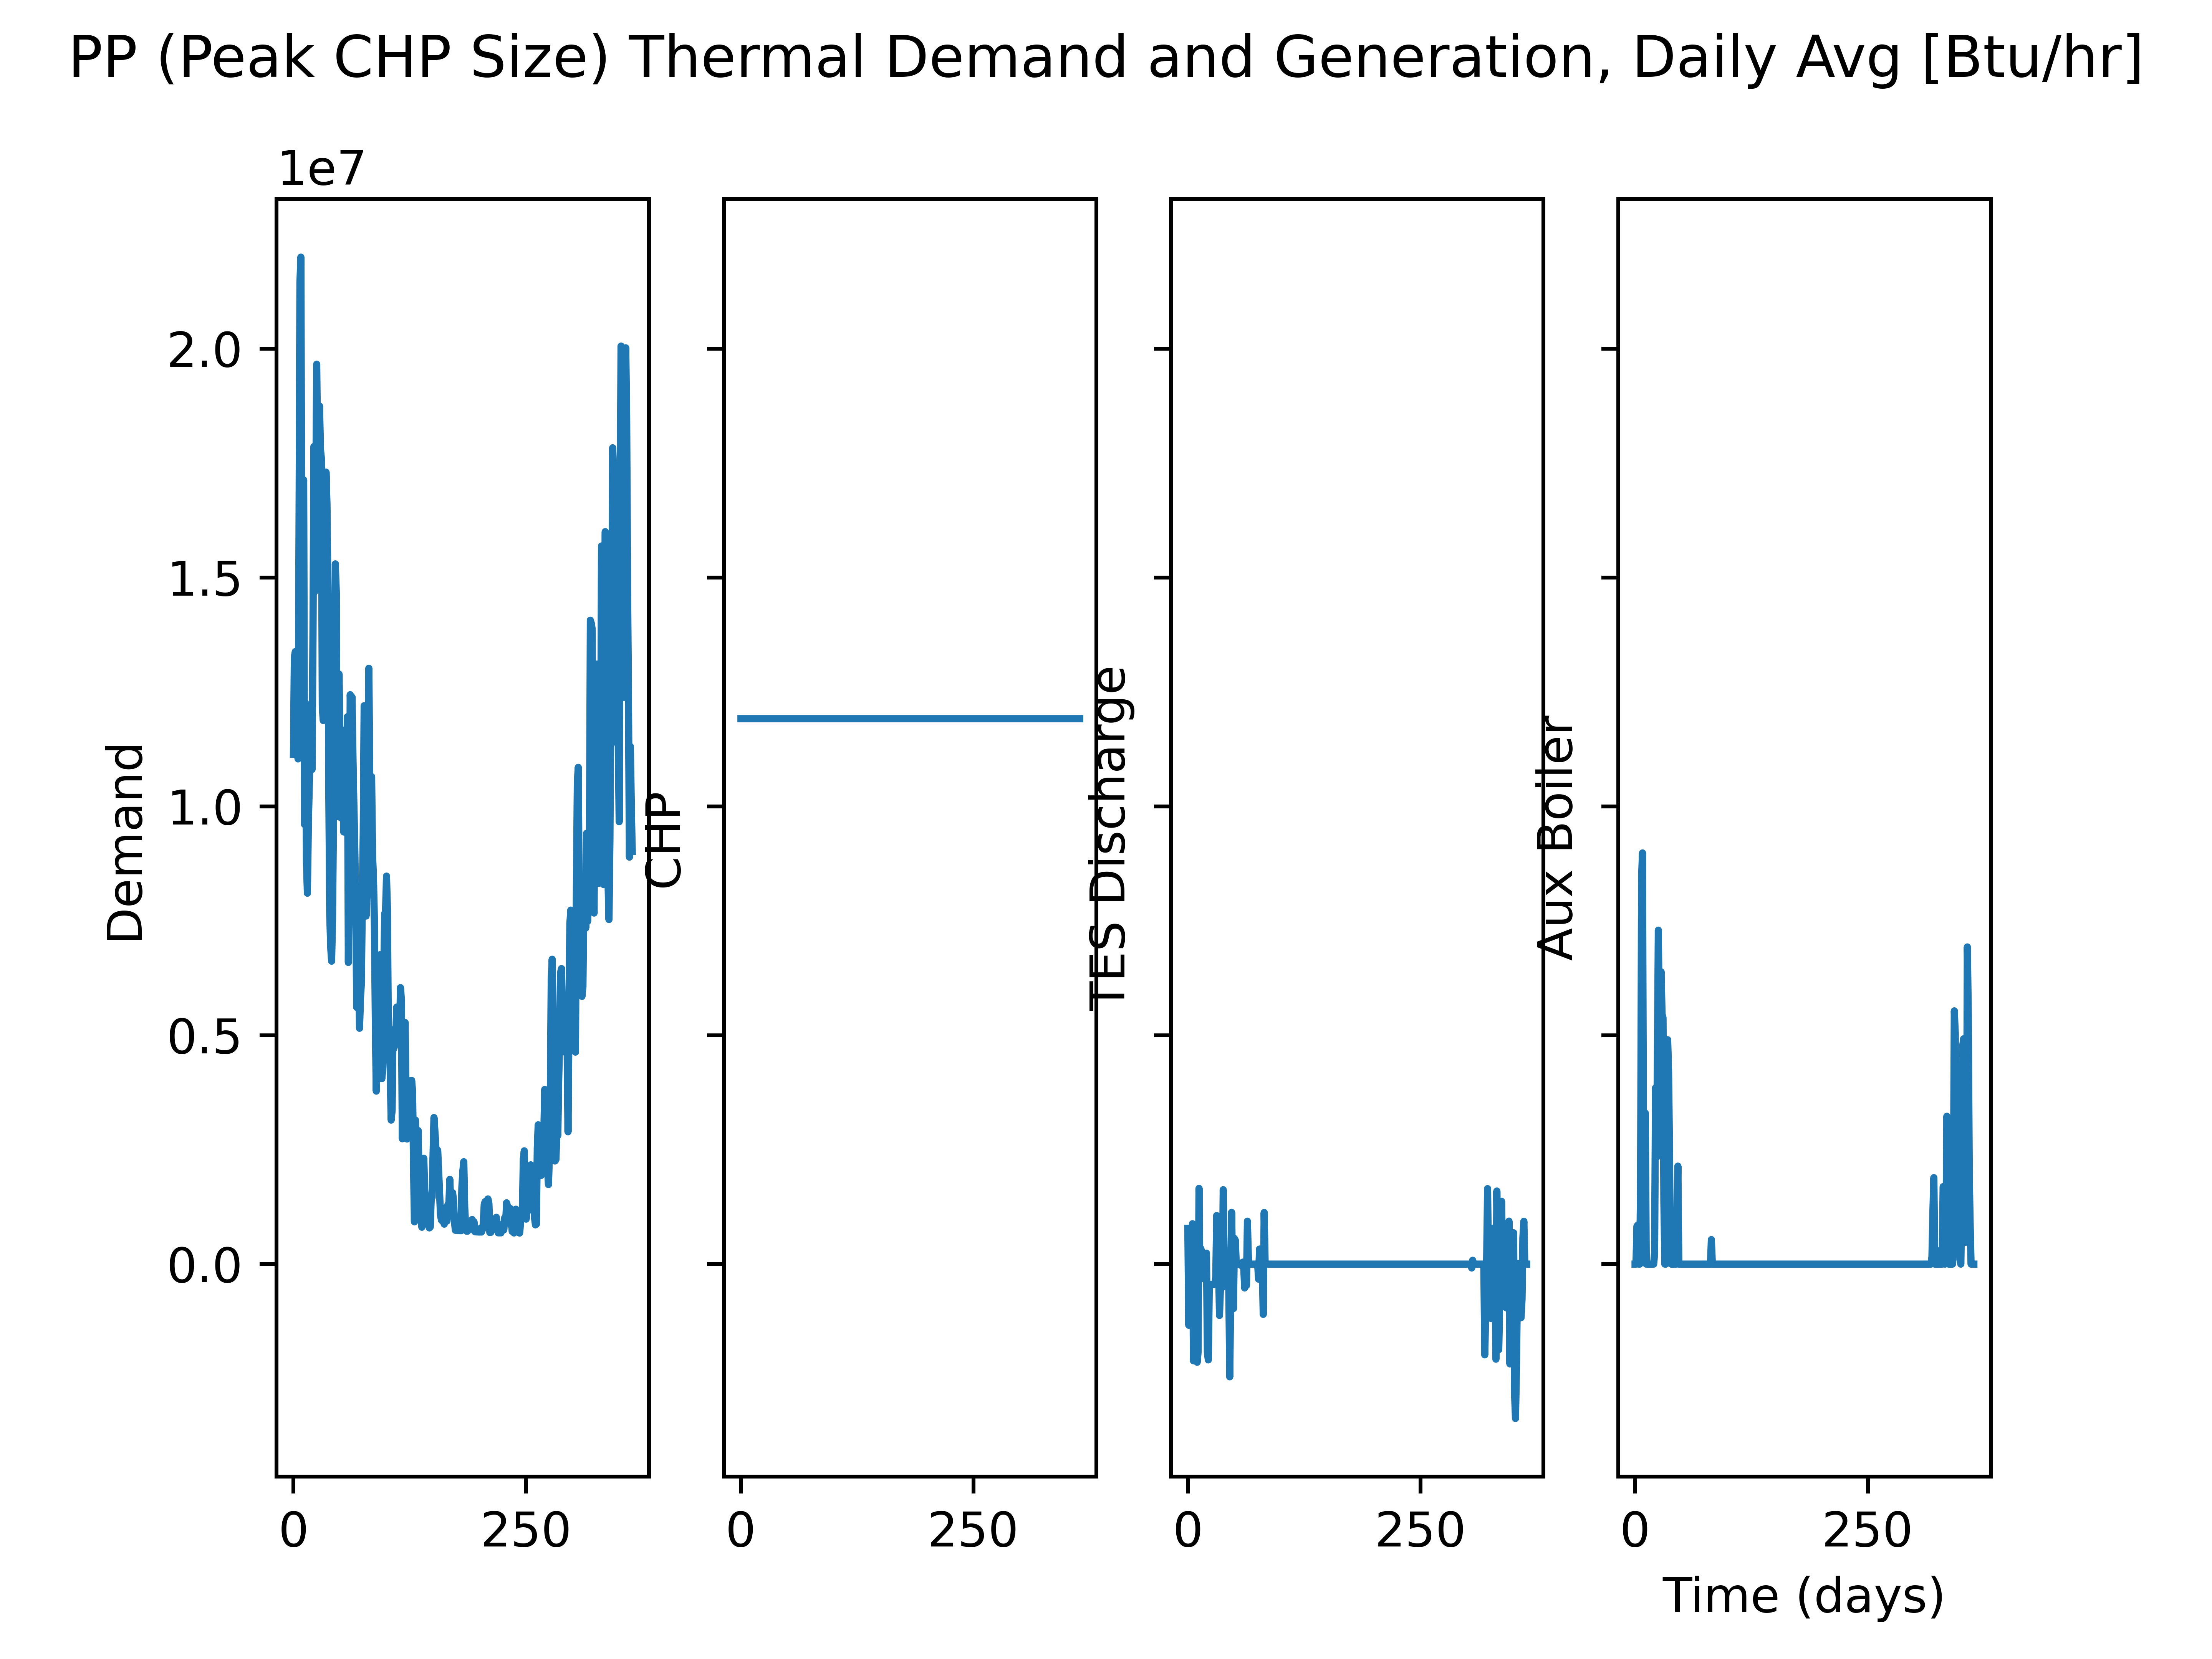 PP (Peak CHP Size) Thermal Demand and Generation, Daily Avg [Btu/hr]
1e7
2.0
1.5
1.0
0.5
0.0
Demand
CHP
TES Discharge
Aux Boiler
0 250
0 250
0 250
0 250
Time (days)